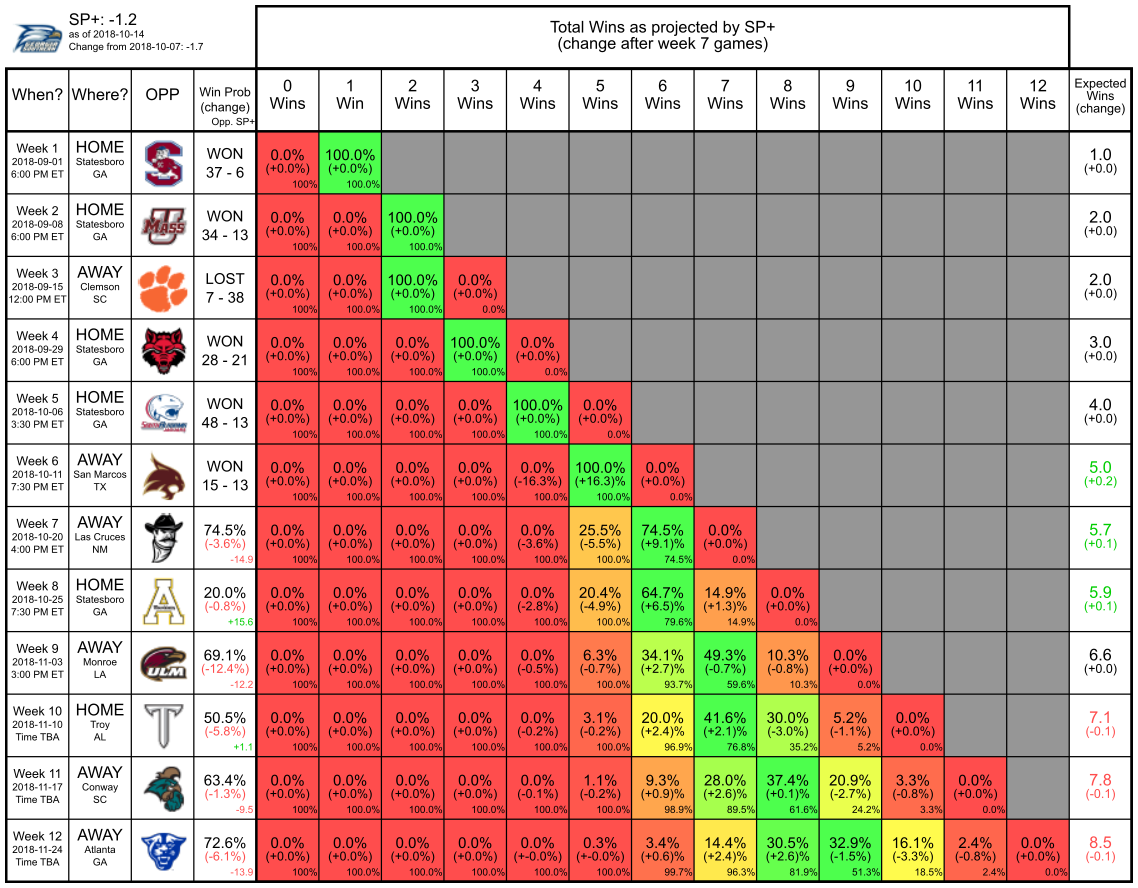 SP+: -1.2
as of 2018-10-14
Change from 2018-10-07: -1.7
Total Wins as projected by SP+
(change after week 7 games)
When? Where? OPP Win Prob (change) Opp. SP+ 0 Wins 1 Win 2 Wins 3 Wins 4 Wins 5 Wins 6 Wins 7 Wins 8 Wins 9 Wins 10 Wins 11 Wins 12 Wins Expected Wins (change)
Week 1 HOME WON 0.0% 100.0% 1.0
2018-09-01 Statesboro 37 - 6 (+0.0%) (+0.0%) (+0.0)
6:00 PM ET GA 100% 100.0%
Week 2 HOME MASS WON 0.0% 0.0% 100.0% 2.0
2018-09-08 Statesboro 34 - 13 (+0.0%) (+0.0%) (+0.0%) (+0.0)
6:00 PM ET GA 100% 100.0% 100.0%
Week 3 AWAY LOST 0.0% 0.0% 100.0% 0.0% 2.0
2018-09-15 Clemson 7 - 38 (+0.0%) (+0.0%) (+0.0%) (+0.0%) (+0.0)
12:00 PM ET SC 100% 100.0% 100.0% 0.0%
Week 4 HOME WON 0.0% 0.0% 0.0% 100.0% 0.0% 3.0
2018-09-29 Statesboro 28 - 21 (+0.0%) (+0.0%) (+0.0%) (+0.0%) (+0.0%) (+0.0)
6:00 PM ET GA 100% 100.0% 100.0% 100.0% 0.0%
Week 5 HOME WON 0.0% 0.0% 0.0% 0.0% 100.0% 0.0% 4.0
2018-10-06 Statesboro 48 - 13 (+0.0%) (+0.0%) (+0.0%) (+0.0%) (+0.0%) (+0.0%) (+0.0)
3:30 PM ET GA 100% 100.0% 100.0% 100.0% 100.0% 0.0%
Week 6 AWAY WON 0.0% 0.0% 0.0% 0.0% 0.0% 100.0% 0.0% 5.0
2018-10-11 San Marcos 15 - 13 (+0.0%) (+0.0%) (+0.0%) (+0.0%) (-16.3%) (+16.3)% (+0.0%) (+0.2)
7:30 PM ET TX 100% 100.0% 100.0% 100.0% 100.0% 100.0% 0.0%
Week 7 AWAY 74.5% 0.0% 0.0% 0.0% 0.0% 0.0% 25.5% 74.5% 0.0% 5.7
2018-10-20 Las Cruces (-3.6%) (+0.0%) (+0.0%) (+0.0%) (+0.0%) (-3.6%) (-5.5%) (+9.1)% (+0.0%) (+0.1)
4:00 PM ET NM -14.9 100% 100.0% 100.0% 100.0% 100.0% 100.0% 74.5% 0.0%
Week 8 HOME 20.0% 0.0% 0.0% 0.0% 0.0% 0.0% 20.4% 64.7% 14.9% 0.0% 5.9
2018-10-25 Statesboro (-0.8%) (+0.0%) (+0.0%) (+0.0%) (+0.0%) (-2.8%) (-4.9%) (+6.5)% (+1.3)% (+0.0%) (+0.1)
7:30 PM ET GA +15.6 100% 100.0% 100.0% 100.0% 100.0% 100.0% 79.6% 14.9% 0.0%
Week 9 AWAY ULM 69.1% 0.0% 0.0% 0.0% 0.0% 0.0% 6.3% 34.1% 49.3% 10.3% 0.0% 6.6
2018-11-03 Monroe (-12.4%) (+0.0%) (+0.0%) (+0.0%) (+0.0%) (-0.5%) (-0.7%) (+2.7)% (-0.7%) (-0.8%) (+0.0%) (+0.0)
3:00 PM ET LA -12.2 100% 100.0% 100.0% 100.0% 100.0% 100.0% 93.7% 59.6% 10.3% 0.0%
Week 10 HOME 50.5% 0.0% 0.0% 0.0% 0.0% 0.0% 3.1% 20.0% 41.6% 30.0% 5.2% 0.0% 7.1
2018-11-10 Troy (-5.8%) (+0.0%) (+0.0%) (+0.0%) (+0.0%) (-0.2%) (-0.2%) (+2.4)% (+2.1)% (-3.0%) (-1.1%) (+0.0%) (-0.1)
Time TBA AL +1.1 100% 100.0% 100.0% 100.0% 100.0% 100.0% 96.9% 76.8% 35.2% 5.2% 0.0%
Week 11 AWAY 63.4% 0.0% 0.0% 0.0% 0.0% 0.0% 1.1% 9.3% 28.0% 37.4% 20.9% 3.3% 0.0% 7.8
2018-11-17 Conway (-1.3%) (+0.0%) (+0.0%) (+0.0%) (+0.0%) (-0.1%) (-0.2%) (+0.9)% (+2.6)% (+0.1)% (-2.7%) (-0.8%) (+0.0%) (-0.1)
Time TBA SC -9.5 100% 100.0% 100.0% 100.0% 100.0% 100.0% 98.9% 89.5% 61.6% 24.2% 3.3% 0.0%
Week 12 AWAY 72.6% 0.0% 0.0% 0.0% 0.0% 0.0% 0.3% 3.4% 14.4% 30.5% 32.9% 16.1% 2.4% 0.0% 8.5
2018-11-24 Atlanta (-6.1%) (+0.0%) (+0.0%) (+0.0%) (+0.0%) (+-0.0%) (+-0.0%) (+0.6)% (+2.4)% (+2.6)% (-1.5%) (-3.3%) (-0.8%) (+0.0%) (-0.1)
Time TBA GA -13.9 100% 100.0% 100.0% 100.0% 100.0% 100.0% 99.7% 96.3% 81.9% 51.3% 18.5% 2.4% 0.0%